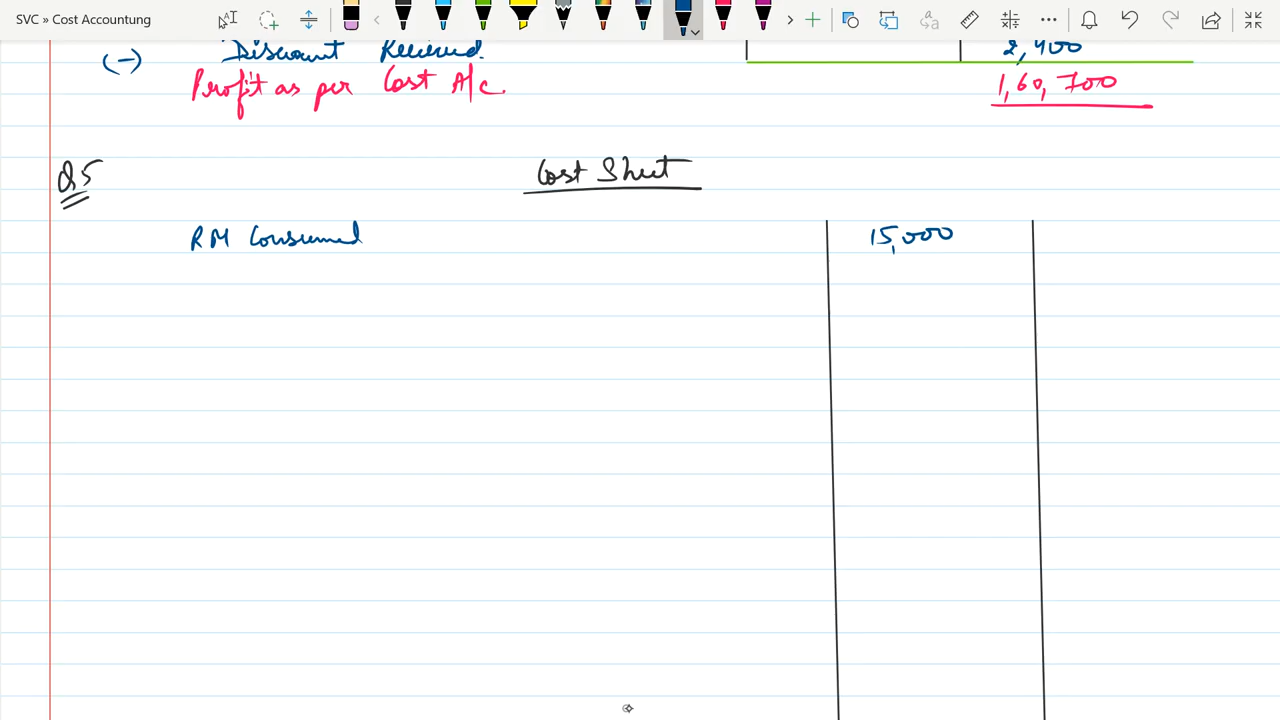 SVC » Cost Accountung
(-) Discount Recieved. 2,400
Profit as per Cost A/c. 1,60,700
Q5 Cost Sheet
RM Consumed 15,000